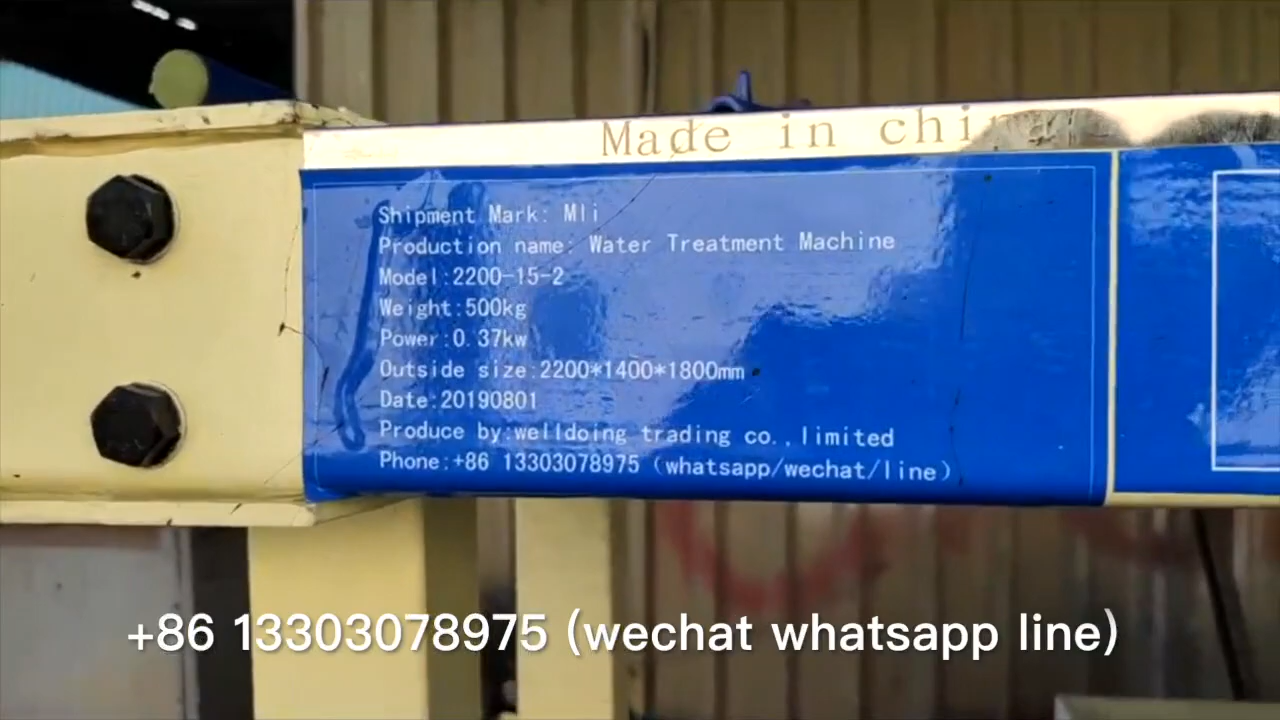 Made in china
Shipment Mark: Mli
Production name: Water Treatment Machine
Model:2200-15-2
Weight:500kg
Power:0.37kw
Outside size:2200*1400*1800mm
Date:20190801
Produce by:welldoing trading co.,limited
Phone:+86 13303078975（whatsapp/wechat/line）
+86 13303078975 (wechat whatsapp line)